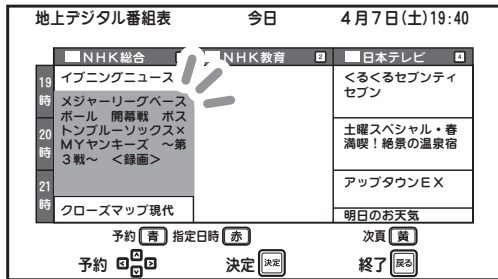 地上デジタル番組表 今日 4月7日(土)19:40
NHK総合 NHK教育 2 日本テレビ 4
19時
イブニングニュース
メジャーリーグベース
ボール 開幕戦 ボス
トンブルーソックス×
MYヤンキーズ ～第
3戦～ <録画>
20時
21時
クローズマップ現代
くるくるセブンティ
セブン
土曜スペシャル・春
満喫!絶景の温泉宿
アップタウンEX
明日のお天気
予約 青 指定日時 赤 次頁 黄
予約 決定 決定 終了 戻る